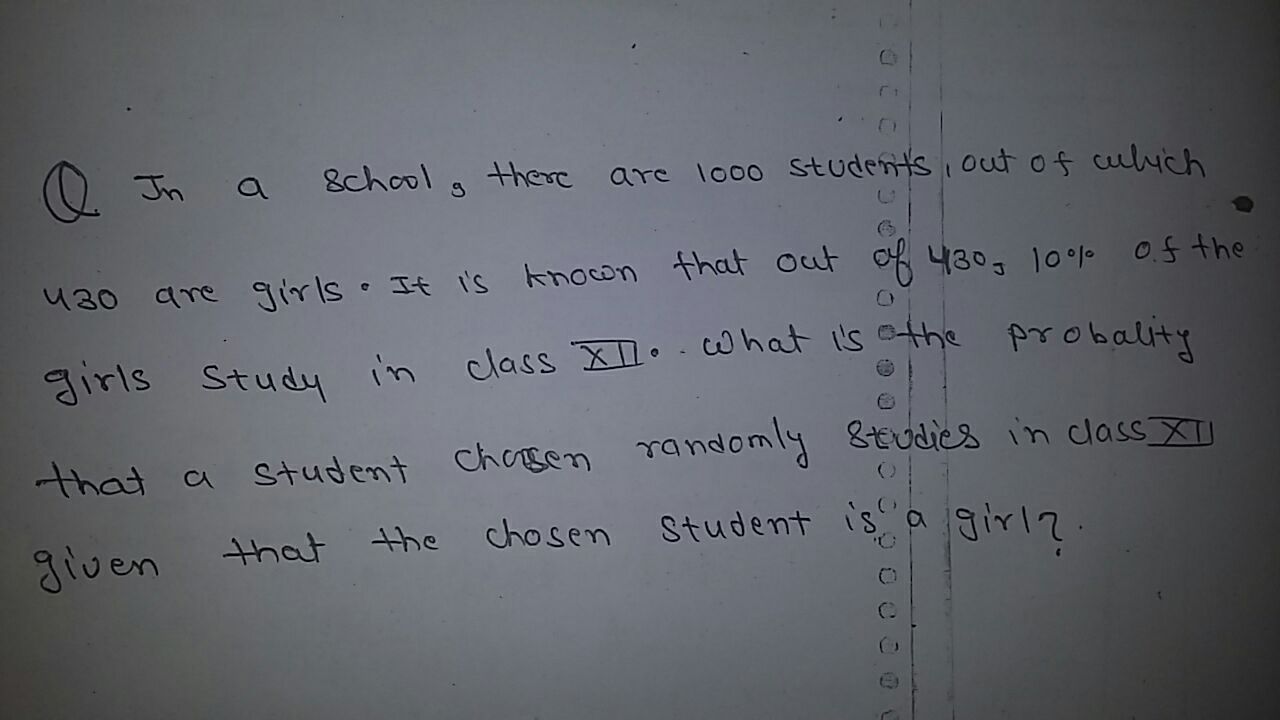 Q In a school, there are 1000 students, out of which
430 are girls. It is known that out of 430, 10% of the
girls study in class XII. What is the probality
that a student chosen randomly studies in class XII
given that the chosen student is a girl?.